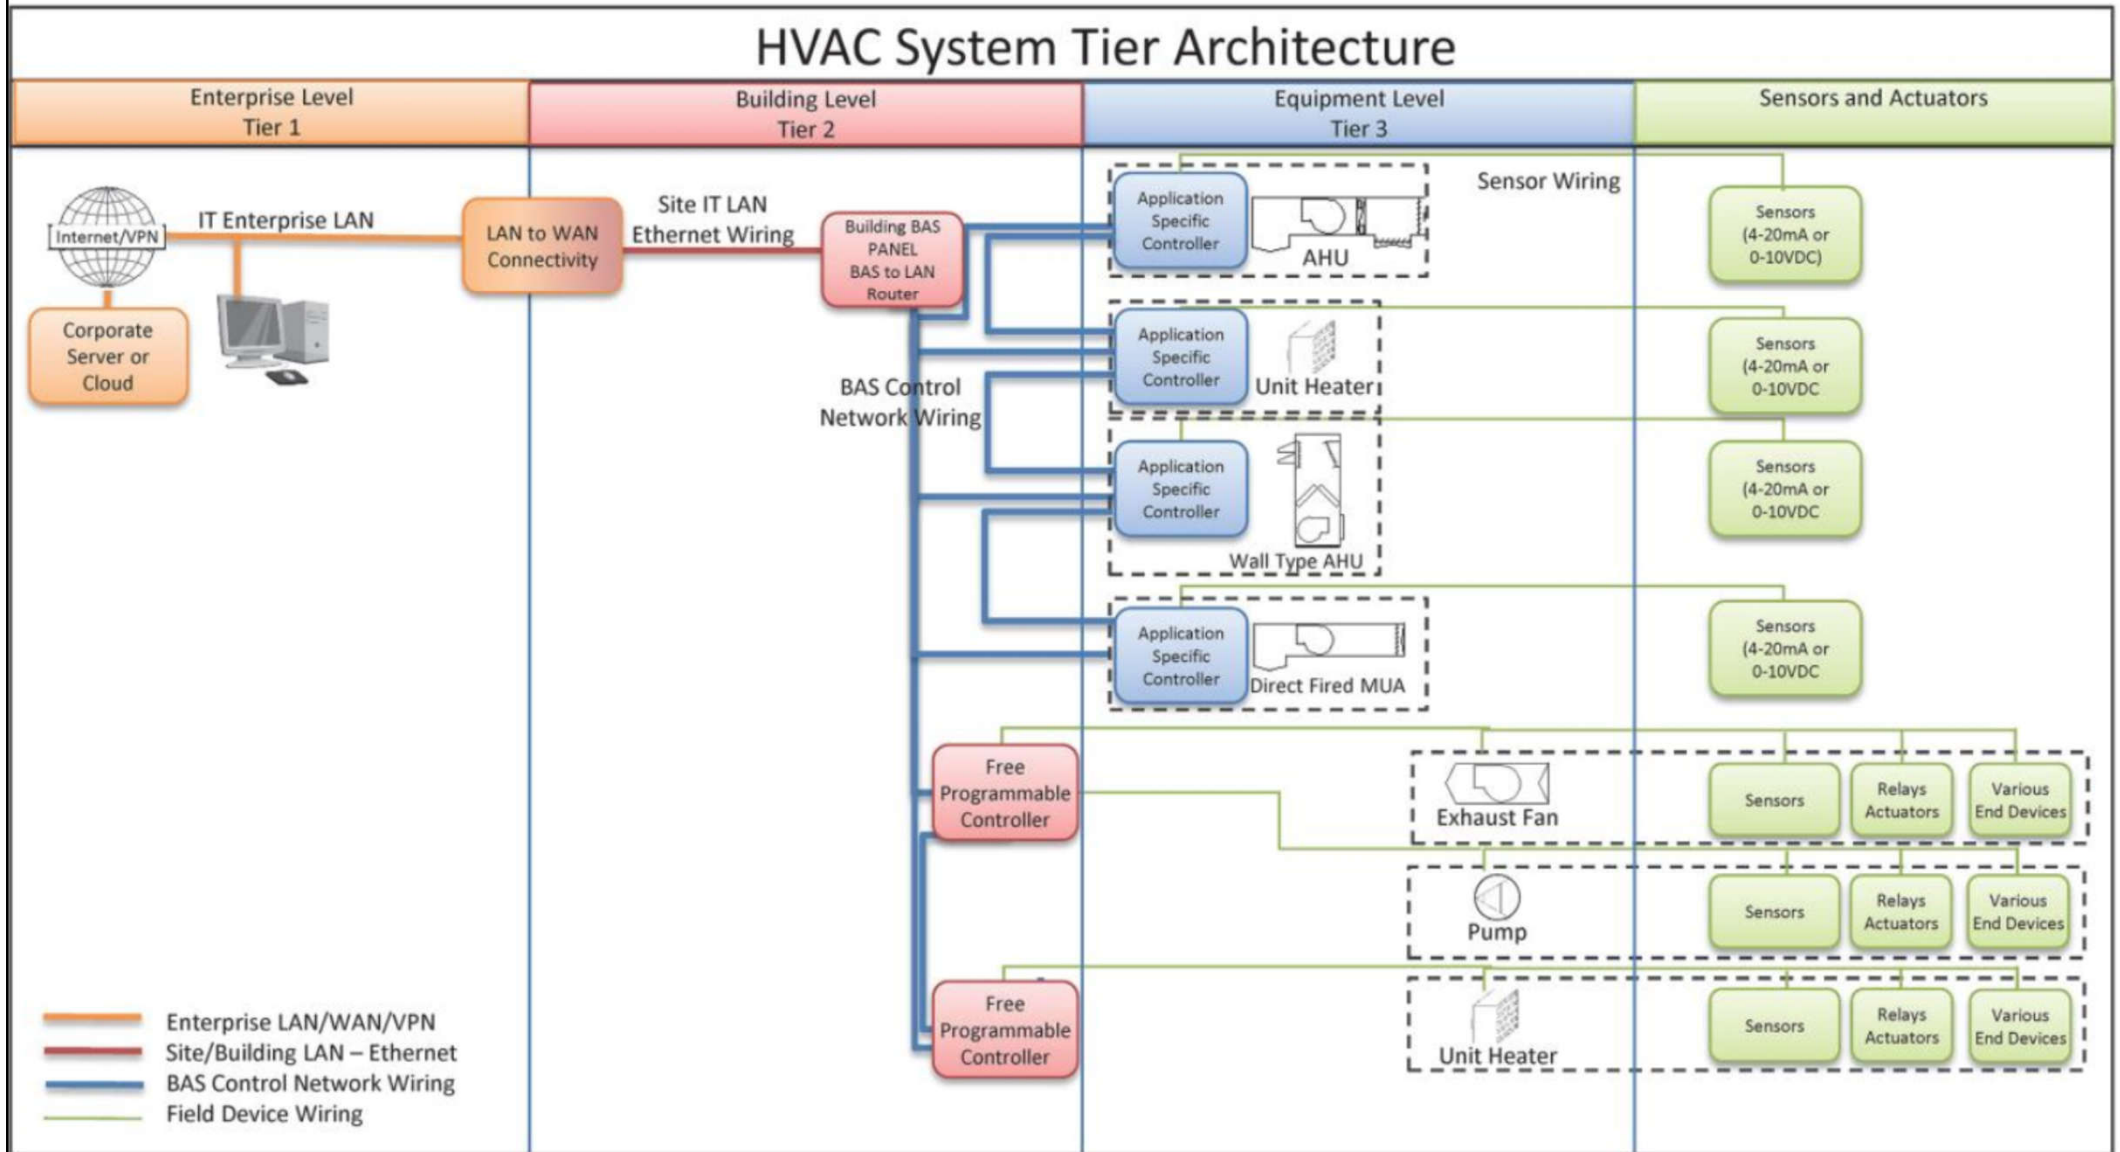 HVAC System Tier Architecture
Enterprise Level
Tier 1
Building Level
Tier 2
Equipment Level
Tier 3
Sensors and Actuators
Internet/VPN
IT Enterprise LAN
Corporate
Server or
Cloud
LAN to WAN
Connectivity
Site IT LAN
Ethernet Wiring
Building BAS
PANEL
BAS to LAN
Router
BAS Control
Network Wiring
Application
Specific
Controller
AHU
Sensor Wiring
Sensors
(4-20mA or
0-10VDC)
Application
Specific
Controller
Unit Heater
Sensors
(4-20mA or
0-10VDC
Application
Specific
Controller
Wall Type AHU
Sensors
(4-20mA or
0-10VDC
Application
Specific
Controller
Direct Fired MUA
Sensors
(4-20mA or
0-10VDC
Free
Programmable
Controller
Exhaust Fan
Sensors
Relays
Actuators
Various
End Devices
Pump
Sensors
Relays
Actuators
Various
End Devices
Free
Programmable
Controller
Unit Heater
Sensors
Relays
Actuators
Various
End Devices
Enterprise LAN/WAN/VPN
Site/Building LAN – Ethernet
BAS Control Network Wiring
Field Device Wiring